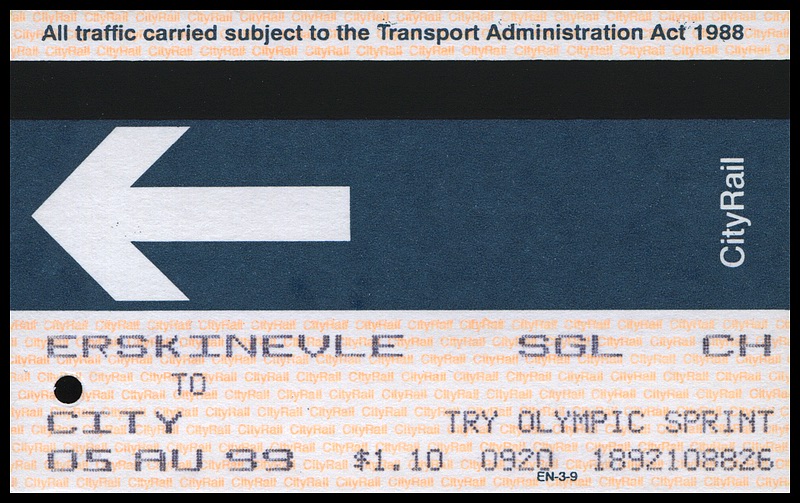 All traffic carried subject to the Transport Administration Act 1988
CityRail
ERSKINEVLE SGL CH
TO
CITY TRY OLYMPIC SPRINT
05 AU 99 $1.10 0920 1892108826
EN-3-9